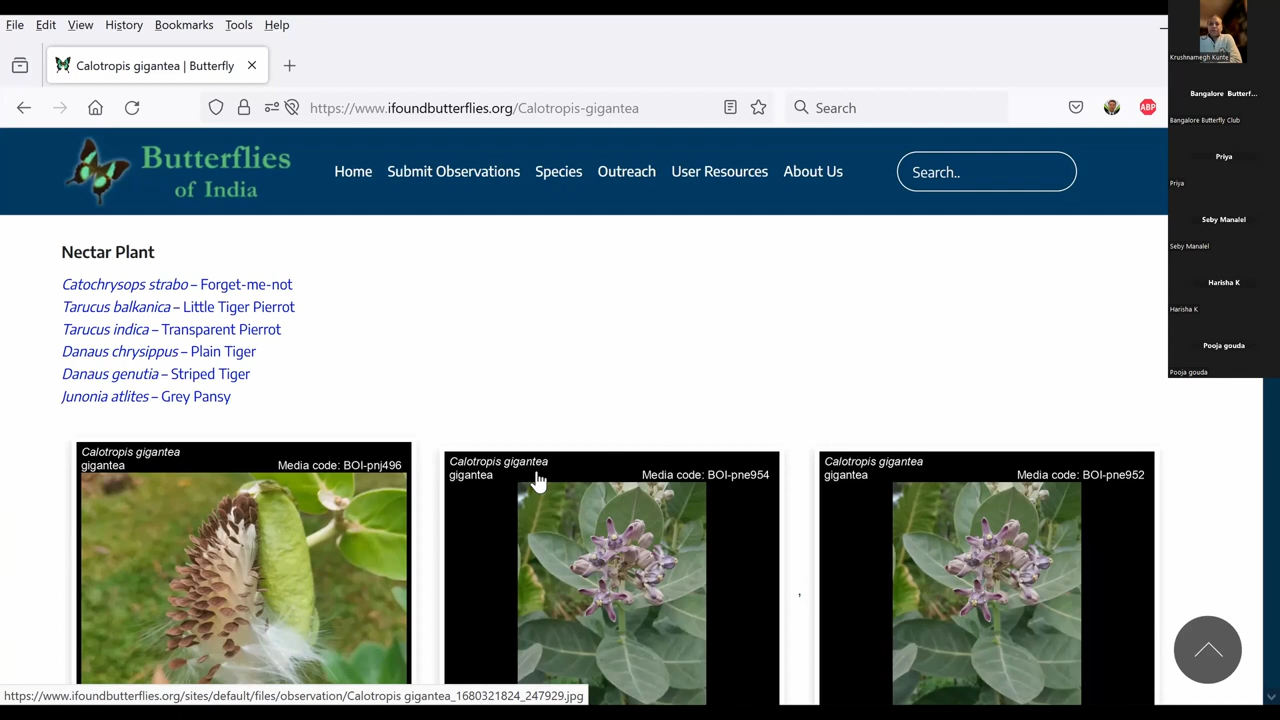 File Edit View History Bookmarks Tools Help
Calotropis gigantea | Butterfly
https://www.ifoundbutterflies.org/Calotropis-gigantea
Search
ABP
Butterflies
of India
Home Submit Observations Species Outreach User Resources About Us
Search..
Nectar Plant
Catochrysops strabo – Forget-me-not
Tarucus balkanica – Little Tiger Pierrot
Tarucus indica – Transparent Pierrot
Danaus chrysippus – Plain Tiger
Danaus genutia – Striped Tiger
Junonia atlites – Grey Pansy
Calotropis gigantea
gigantea Media code: BOI-pnj496
Calotropis gigantea
gigantea Media code: BOI-pne954
,
Calotropis gigantea
gigantea Media code: BOI-pne952
https://www.ifoundbutterflies.org/sites/default/files/observation/Calotropis gigantea_1680321824_247929.jpg
Krushnamegh Kunte
Bangalore Butterf...
Bangalore Butterfly Club
Priya
Priya
Seby Manalel
Seby Manalel
Harisha K
Harisha K
Pooja gouda
Pooja gouda